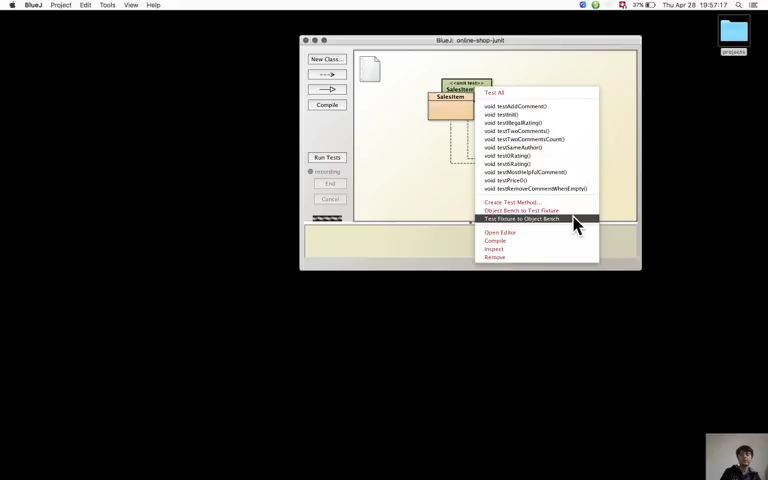 BlueJ Project Edit Tools View Help
37% Thu Apr 28 19:57:17
BlueJ: online-shop-junit
projects
New Class...
Compile
Run Tests
recording
End
Cancel
<<unit test>>
SalesItem
SalesItem
Test All
void testAddComment()
void testInit()
void testIllegalRating()
void testTwoComments()
void testTwoCommentsCount()
void testSameAuthor()
void test0Rating()
void test6Rating()
void testMostHelpfulComment()
void testPrice0()
void testRemoveCommentWhenEmpty()
Create Test Method...
Object Bench to Test Fixture
Test Fixture to Object Bench
Open Editor
Compile
Inspect
Remove